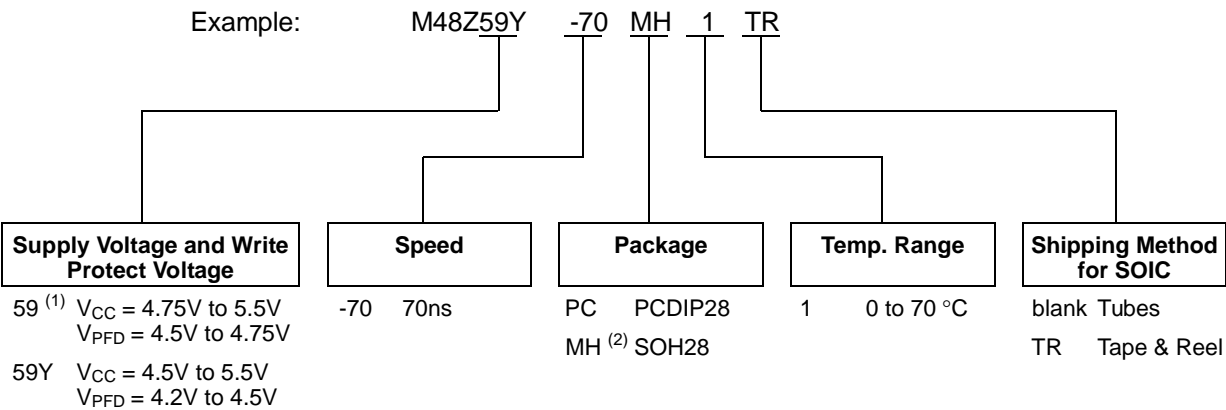 Example: M48Z59Y -70 MH 1 TR
Supply Voltage and Write
Protect Voltage
59 (1) VCC = 4.75V to 5.5V
VPFD = 4.5V to 4.75V
59Y VCC = 4.5V to 5.5V
VPFD = 4.2V to 4.5V
Speed
-70 70ns
Package
PC PCDIP28
MH (2) SOH28
Temp. Range
1 0 to 70 °C
Shipping Method
for SOIC
blank Tubes
TR Tape & Reel